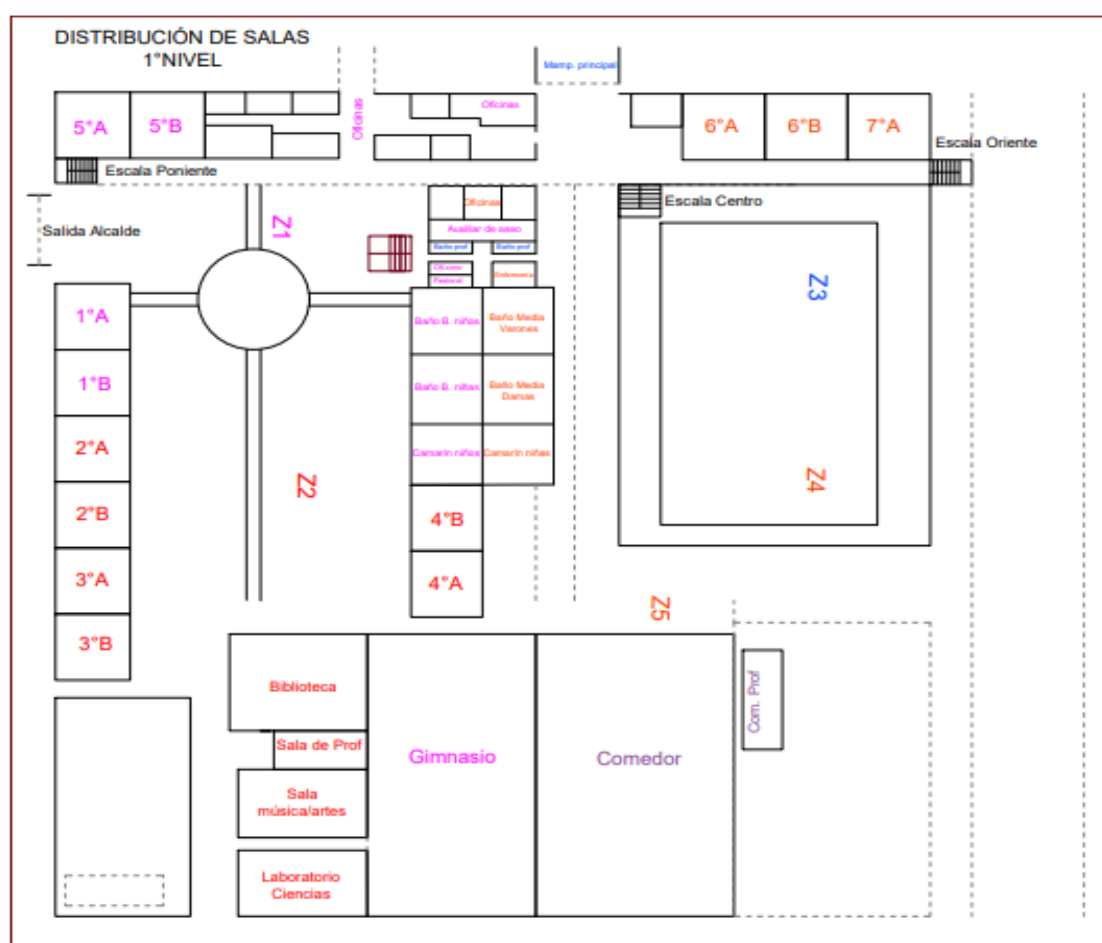 DISTRIBUCIÓN DE SALAS
1°NIVEL
Mamp. principal
5°A
5°B
Oficinas
Oficinas
6°A
6°B
7°A
Escala Oriente
Escala Poniente
Escala Centro
Salida Alcalde
Z1
Oficinas
Auxiliar de aseo
Baño prof
Baño prof
Enfermería
Pastoral
Z3
1°A
1°B
2°A
2°B
3°A
3°B
Baño B. niños
Baño Media
Varones
Baño B. niñas
Baño Media
Damas
Camarín niños
Camarín niñas
Z2
Z4
4°B
4°A
Z5
Biblioteca
Sala de Prof
Sala
música/artes
Laboratorio
Ciencias
Gimnasio
Comedor
Com. Prof